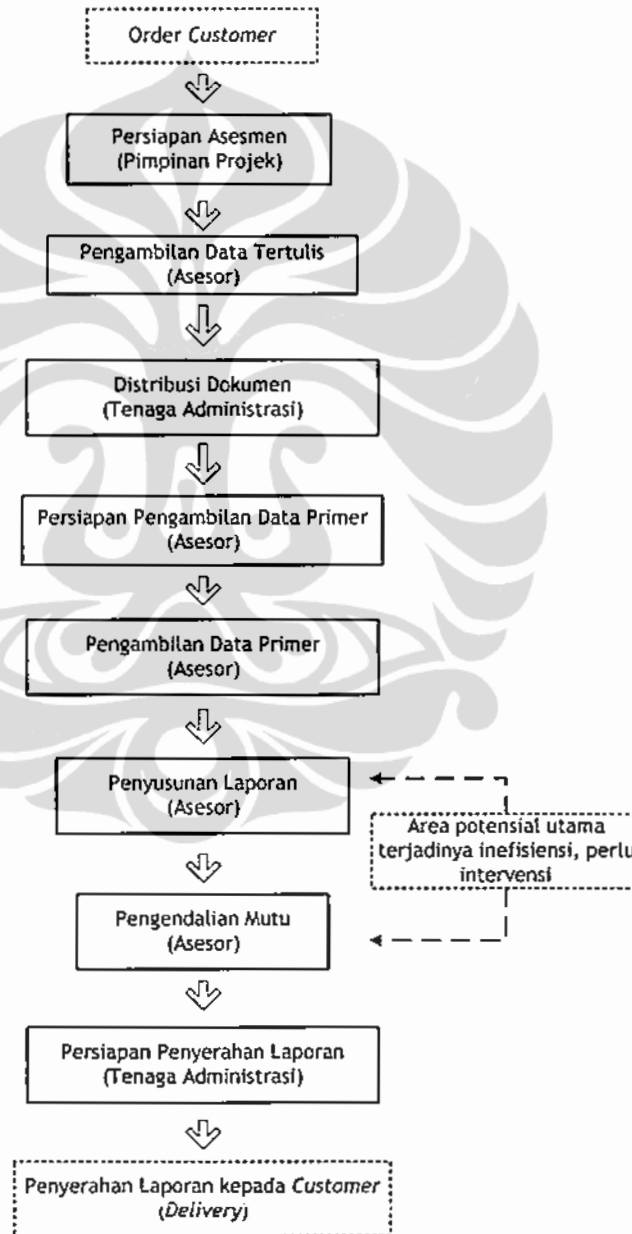 Order Customer
Persiapan Asesmen
(Pimpinan Projek)
Pengambilan Data Tertulis
(Asesor)
Distribusi Dokumen
(Tenaga Administrasi)
Persiapan Pengambilan Data Primer
(Asesor)
Pengambilan Data Primer
(Asesor)
Penyusunan Laporan
(Asesor)
Area potensial utama
terjadinya inefisiensi, perlu
intervensi
Pengendalian Mutu
(Asesor)
Persiapan Penyerahan Laporan
(Tenaga Administrasi)
Penyerahan Laporan kepada Customer
(Delivery)